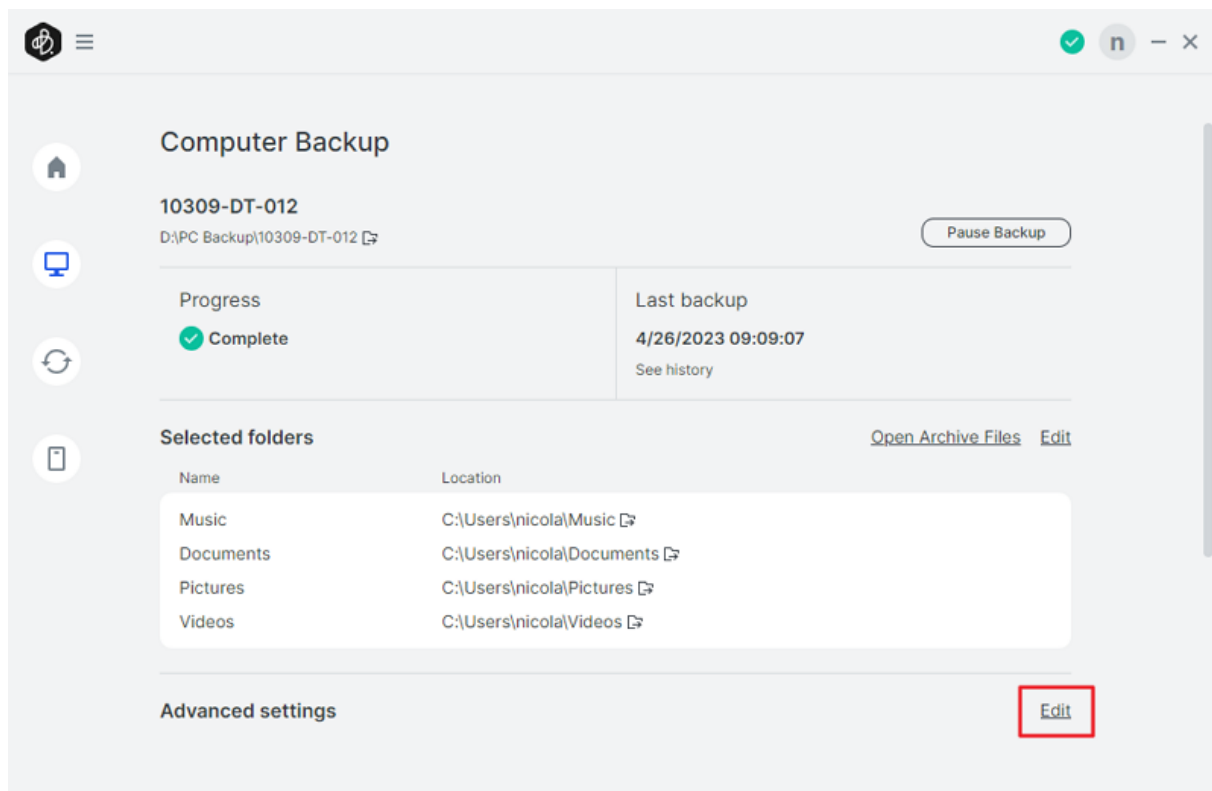 n
Computer Backup
10309-DT-012
D:\PC Backup\10309-DT-012
Pause Backup
Progress
Complete
Last backup
4/26/2023 09:09:07
See history
Selected folders
Open Archive Files Edit
Name Location
Music C:\Users\nicola\Music
Documents C:\Users\nicola\Documents
Pictures C:\Users\nicola\Pictures
Videos C:\Users\nicola\Videos
Advanced settings Edit